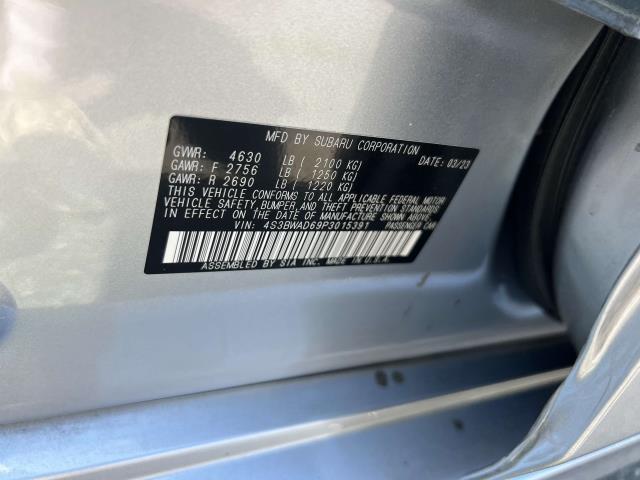 MFD BY SUBARU CORPORATION
GVWR: 4630 LB ( 2100 KG) DATE: 03/23
GAWR: F 2756 LB ( 1250 KG)
GAWR: R 2690 LB ( 1220 KG)
THIS VEHICLE CONFORMS TO ALL APPLICABLE FEDERAL MOTOR
VEHICLE SAFETY, BUMPER, AND THEFT PREVENTION STANDARDS
IN EFFECT ON THE DATE OF MANUFACTURE SHOWN ABOVE.
VIN: 4S3BWAD69P3015391 PASSENGER CAR
ASSEMBLED BY SIA INC. MADE IN U.S.A.